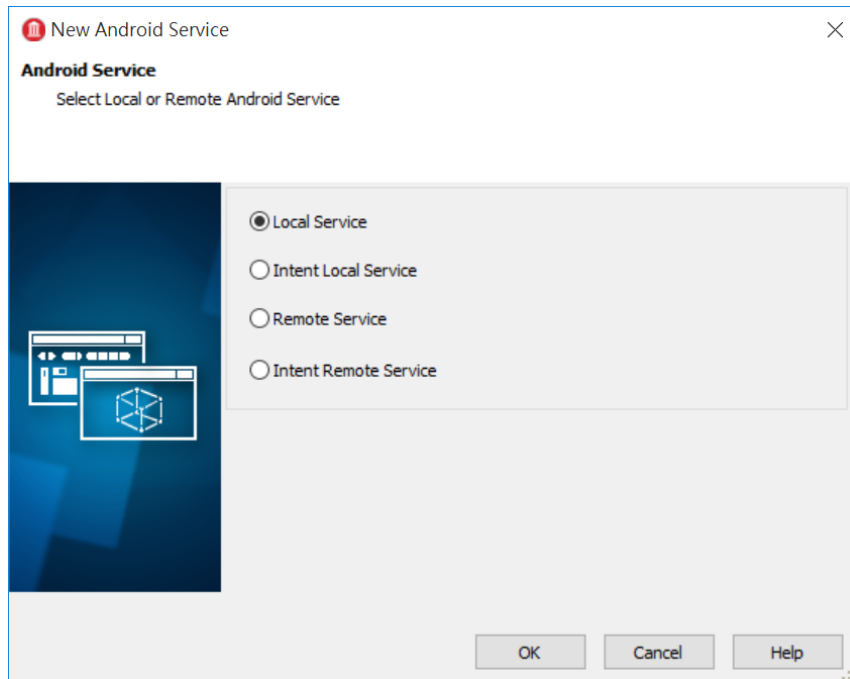 New Android Service
Android Service
Select Local or Remote Android Service
Local Service
Intent Local Service
Remote Service
Intent Remote Service
OK Cancel Help